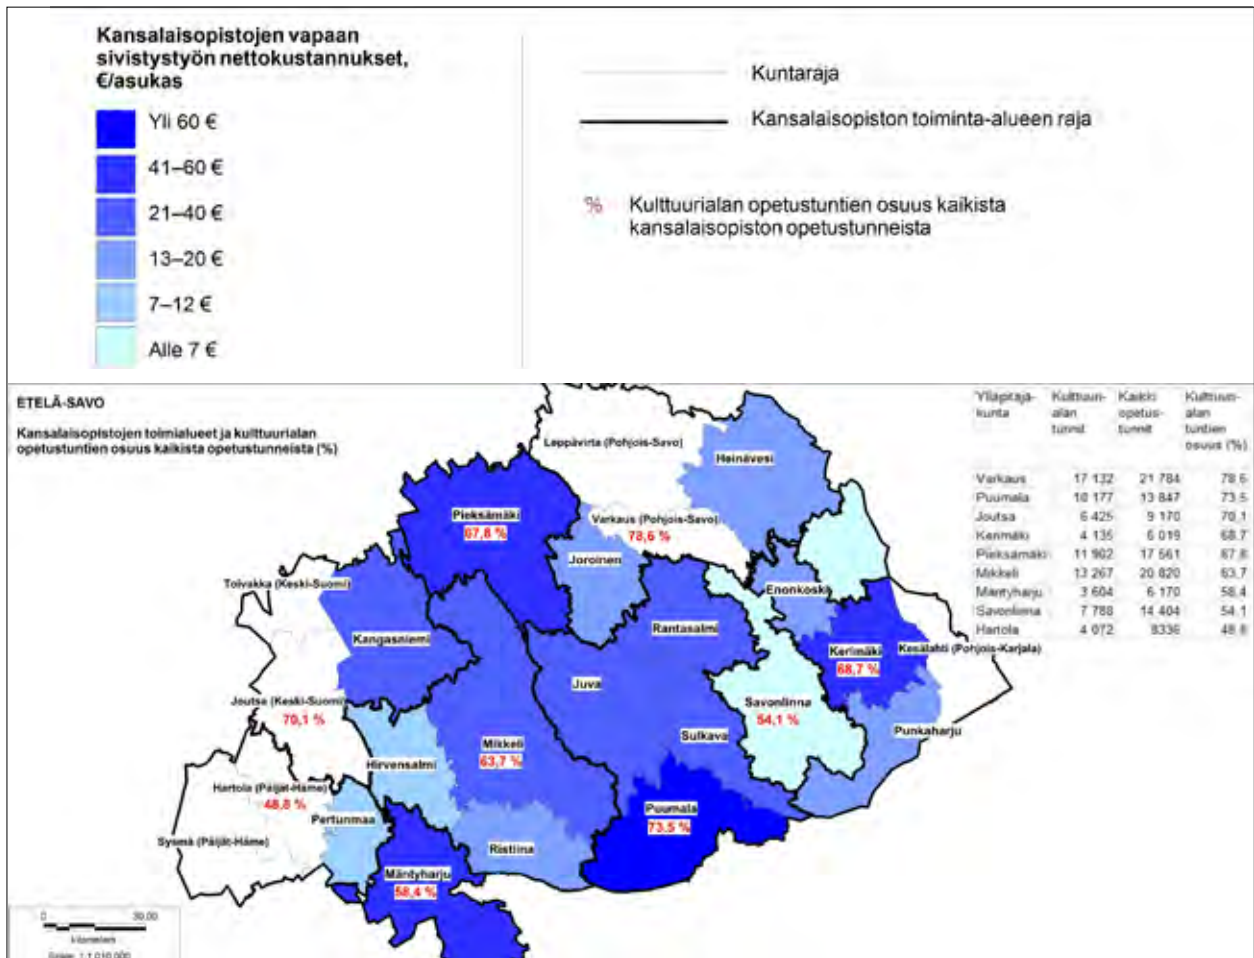 Kansalaisopistojen vapaan
sivistystyön nettokustannukset,
€/asukas
Yli 60 €
41–60 €
21–40 €
13–20 €
7–12 €
Alle 7 €
Kuntaraja
Kansalaisopiston toiminta-alueen raja
% Kulttuurialan opetustuntien osuus kaikista
kansalaisopiston opetustunneista
ETELÄ-SAVO
Kansalaisopistojen toimialueet ja kulttuurialan
opetustuntien osuus kaikista opetustunneista (%)
Ylläpitäjä- Kulttuuri- Kaikki Kulttuuri-
kunta alan opetus- alan
tunnit tunnit tuntien
osuus (%)
Varkaus 17 132 21 784 78.6
Puumala 10 177 13 847 73.5
Joutsa 6 425 9 170 70.1
Kerimäki 4 135 6 019 68.7
Pieksämäki 11 902 17 561 67.8
Mikkeli 13 267 20 820 63.7
Mäntyharju 3 604 6 170 58.4
Savonlinna 7 788 14 404 54.1
Hartola 4 072 8336 48.8
Leppävirta (Pohjois-Savo)
Heinävesi
Pieksämäki
67,8 %
Varkaus (Pohjois-Savo)
78,6 %
Joroinen
Toivakka (Keski-Suomi)
Enonkoski
Rantasalmi
Kangasniemi
Kerimäki
68,7 %
Kesälahti (Pohjois-Karjala)
Juva
Joutsa (Keski-Suomi)
70,1 %
Savonlinna
54,1 %
Punkaharju
Sulkava
Mikkeli
63,7 %
Hirvensalmi
Hartola (Päijät-Häme)
48,8 %
Puumala
73,5 %
Pertunmaa
Sysmä (Päijät-Häme)
Ristiina
Mäntyharju
58,4 %
0 30,00
kilometers
Scale: 1:1 010 000